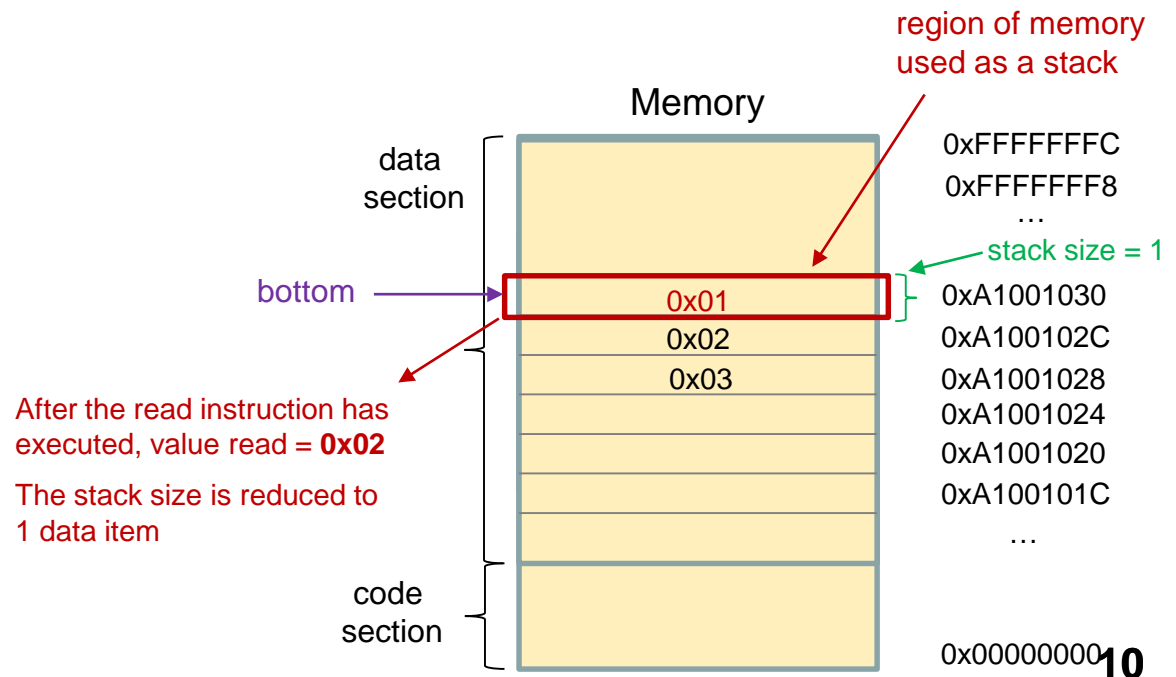 region of memory
used as a stack
Memory
data
section
0xFFFFFFFC
0xFFFFFFF8
…
stack size = 1
bottom
0x01
0xA1001030
0x02
0xA100102C
0x03
0xA1001028
0xA1001024
0xA1001020
0xA100101C
…
After the read instruction has
executed, value read = 0x02
The stack size is reduced to
1 data item
code
section
0x00000000
10